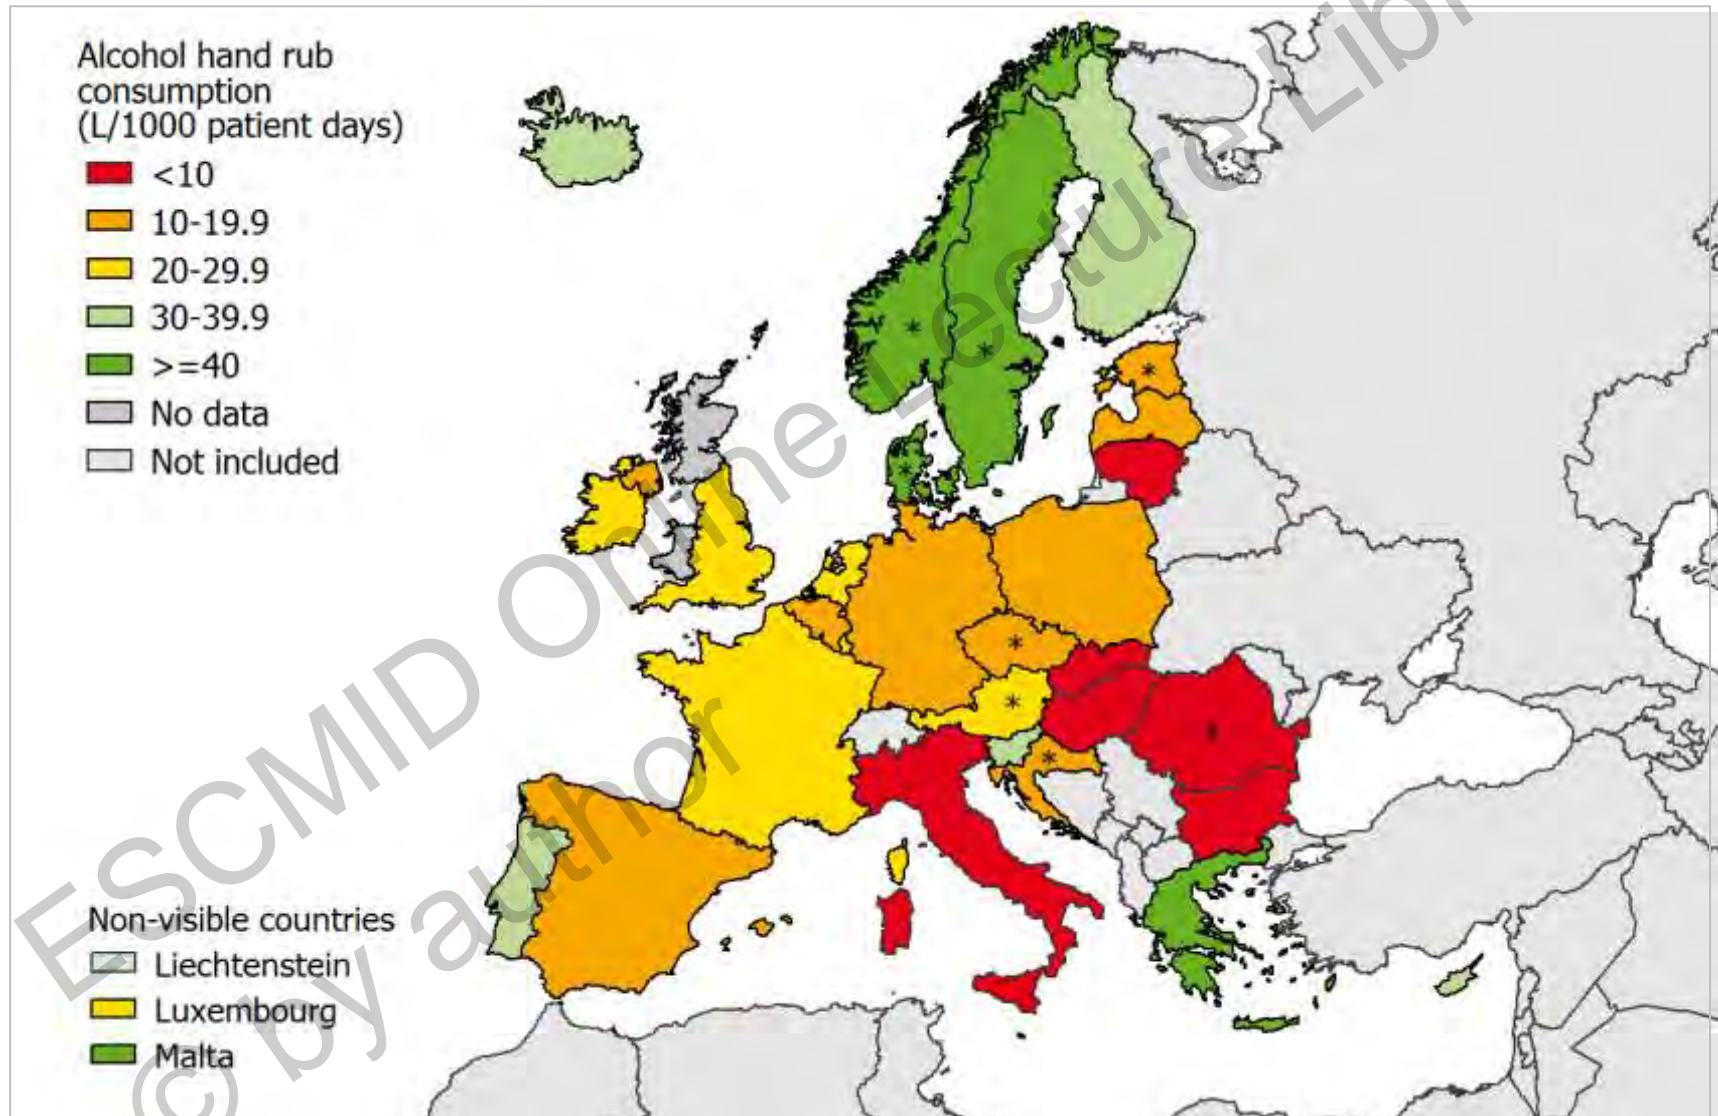 Alcohol hand rub
consumption
(L/1000 patient days)
<10
10-19.9
20-29.9
30-39.9
>=40
No data
Not included
*
*
*
*
*
*
*
*
Non-visible countries
Liechtenstein
Luxembourg
Malta
ESCMID Online Lecture Libr
© by author